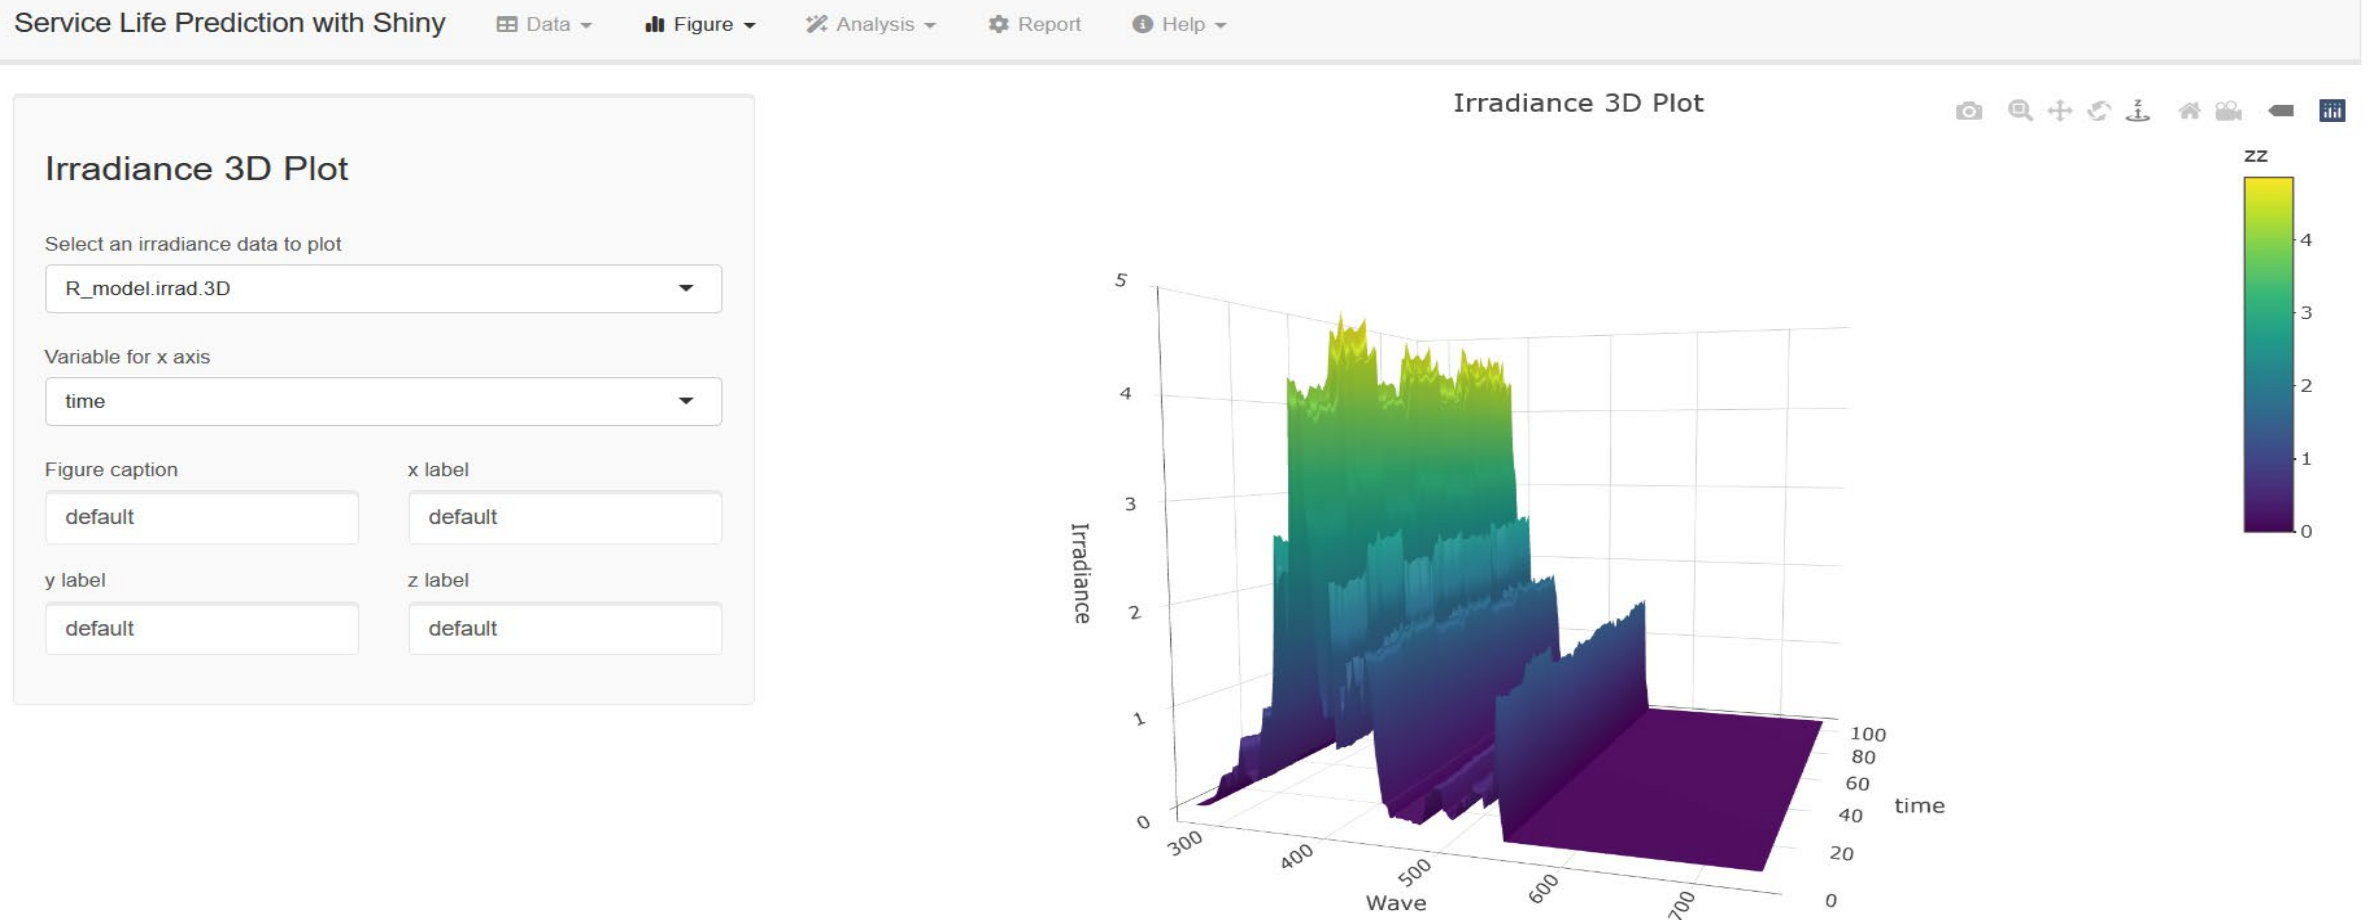 Service Life Prediction with Shiny Data Figure Analysis Report Help
Irradiance 3D Plot
Select an irradiance data to plot
R_model.irrad.3D
Variable for x axis
time
Figure caption x label
default default
y label z label
default default
Irradiance 3D Plot
zz
4
3
2
1
0
5
4
3
2
1
0
Irradiance
300
400
500
600
700
Wave
100
80
60
40
20
0
time